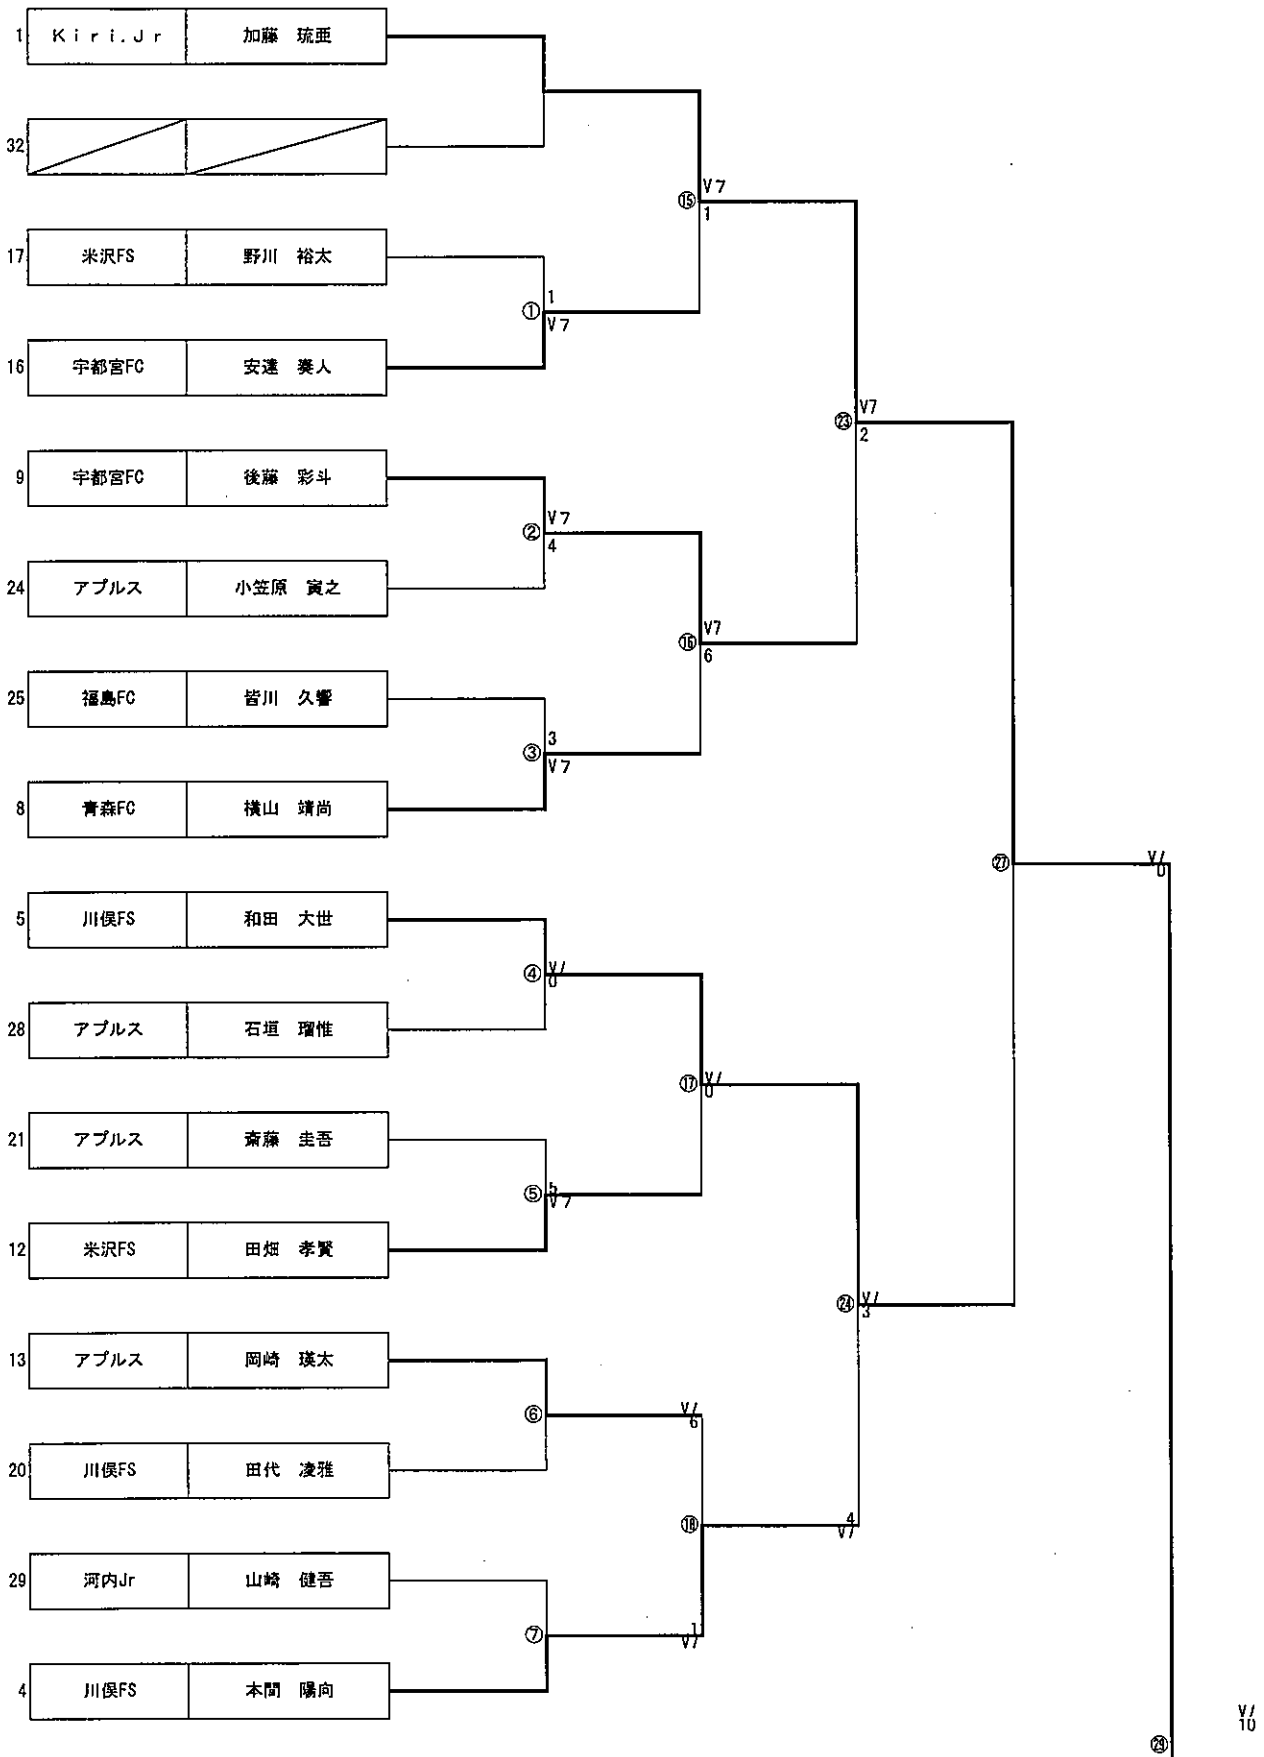 1 Kiri.Jr 加藤 琉亜
32
V7
⑮
1
17 米沢FS 野川 裕太
1
①
V7
16 宇都宮FC 安達 奏人
V7
㉓
2
9 宇都宮FC 後藤 彩斗
V7
②
4
24 アプルス 小笠原 寅之
V7
⑯
6
25 福島FC 皆川 久響
3
③
V7
8 青森FC 横山 靖尚
㉗
V7
0
5 川俣FS 和田 大世
④
V7
0
28 アプルス 石垣 瑠惟
⑰
V7
0
21 アプルス 斎藤 圭吾
5
⑤
V7
12 米沢FS 田畑 孝賢
㉔
V7
3
13 アプルス 岡崎 瑛太
⑥
V7
6
20 川俣FS 田代 凌雅
⑱
4
V7
29 河内Jr 山崎 健吾
⑦
1
V7
4 川俣FS 本間 陽向
V7
10
㉙